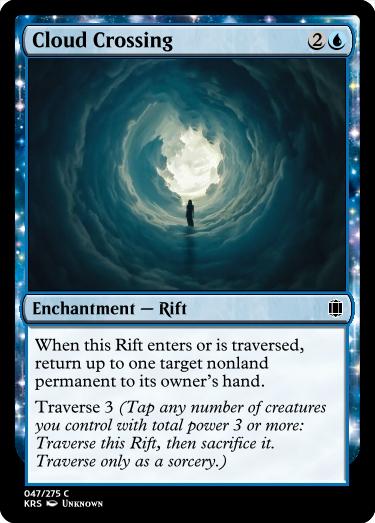 Cloud Crossing 2
Enchantment — Rift
When this Rift enters or is traversed,
return up to one target nonland
permanent to its owner's hand.
Traverse 3 (Tap any number of creatures
you control with total power 3 or more:
Traverse this Rift, then sacrifice it.
Traverse only as a sorcery.)
047/275 C
KRS Unknown